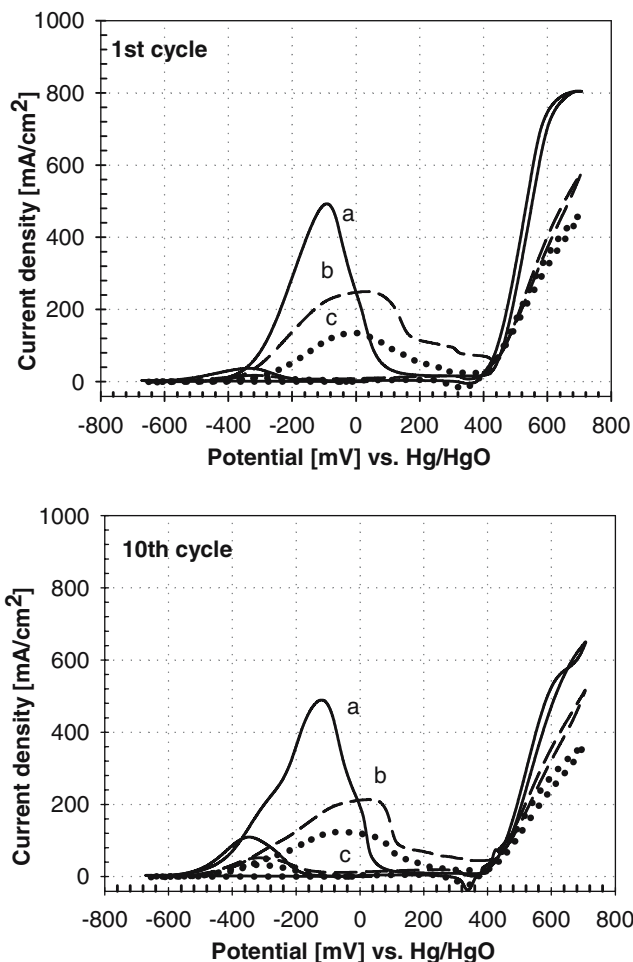 1000
1st cycle
800
600
a
400
b
200
c
0
-800 -600 -400 -200 0 200 400 600 800
Current density [mA/cm²]
Potential [mV] vs. Hg/HgO
1000
10th cycle
800
600
a
400
b
200
c
0
-800 -600 -400 -200 0 200 400 600 800
Current density [mA/cm²]
Potential [mV] vs. Hg/HgO